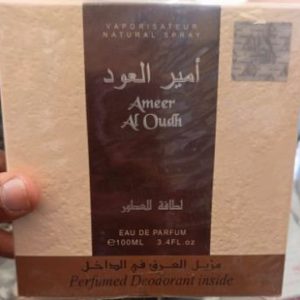 VAPORISATEUR
NATURAL SPRAY
أمير العود
Ameer
Al Oudh
لطافة للعطور
EAU DE PARFUM
℮100ML 3.4FL.oz
مزيل العرق في الداخل
Perfumed Deodorant inside